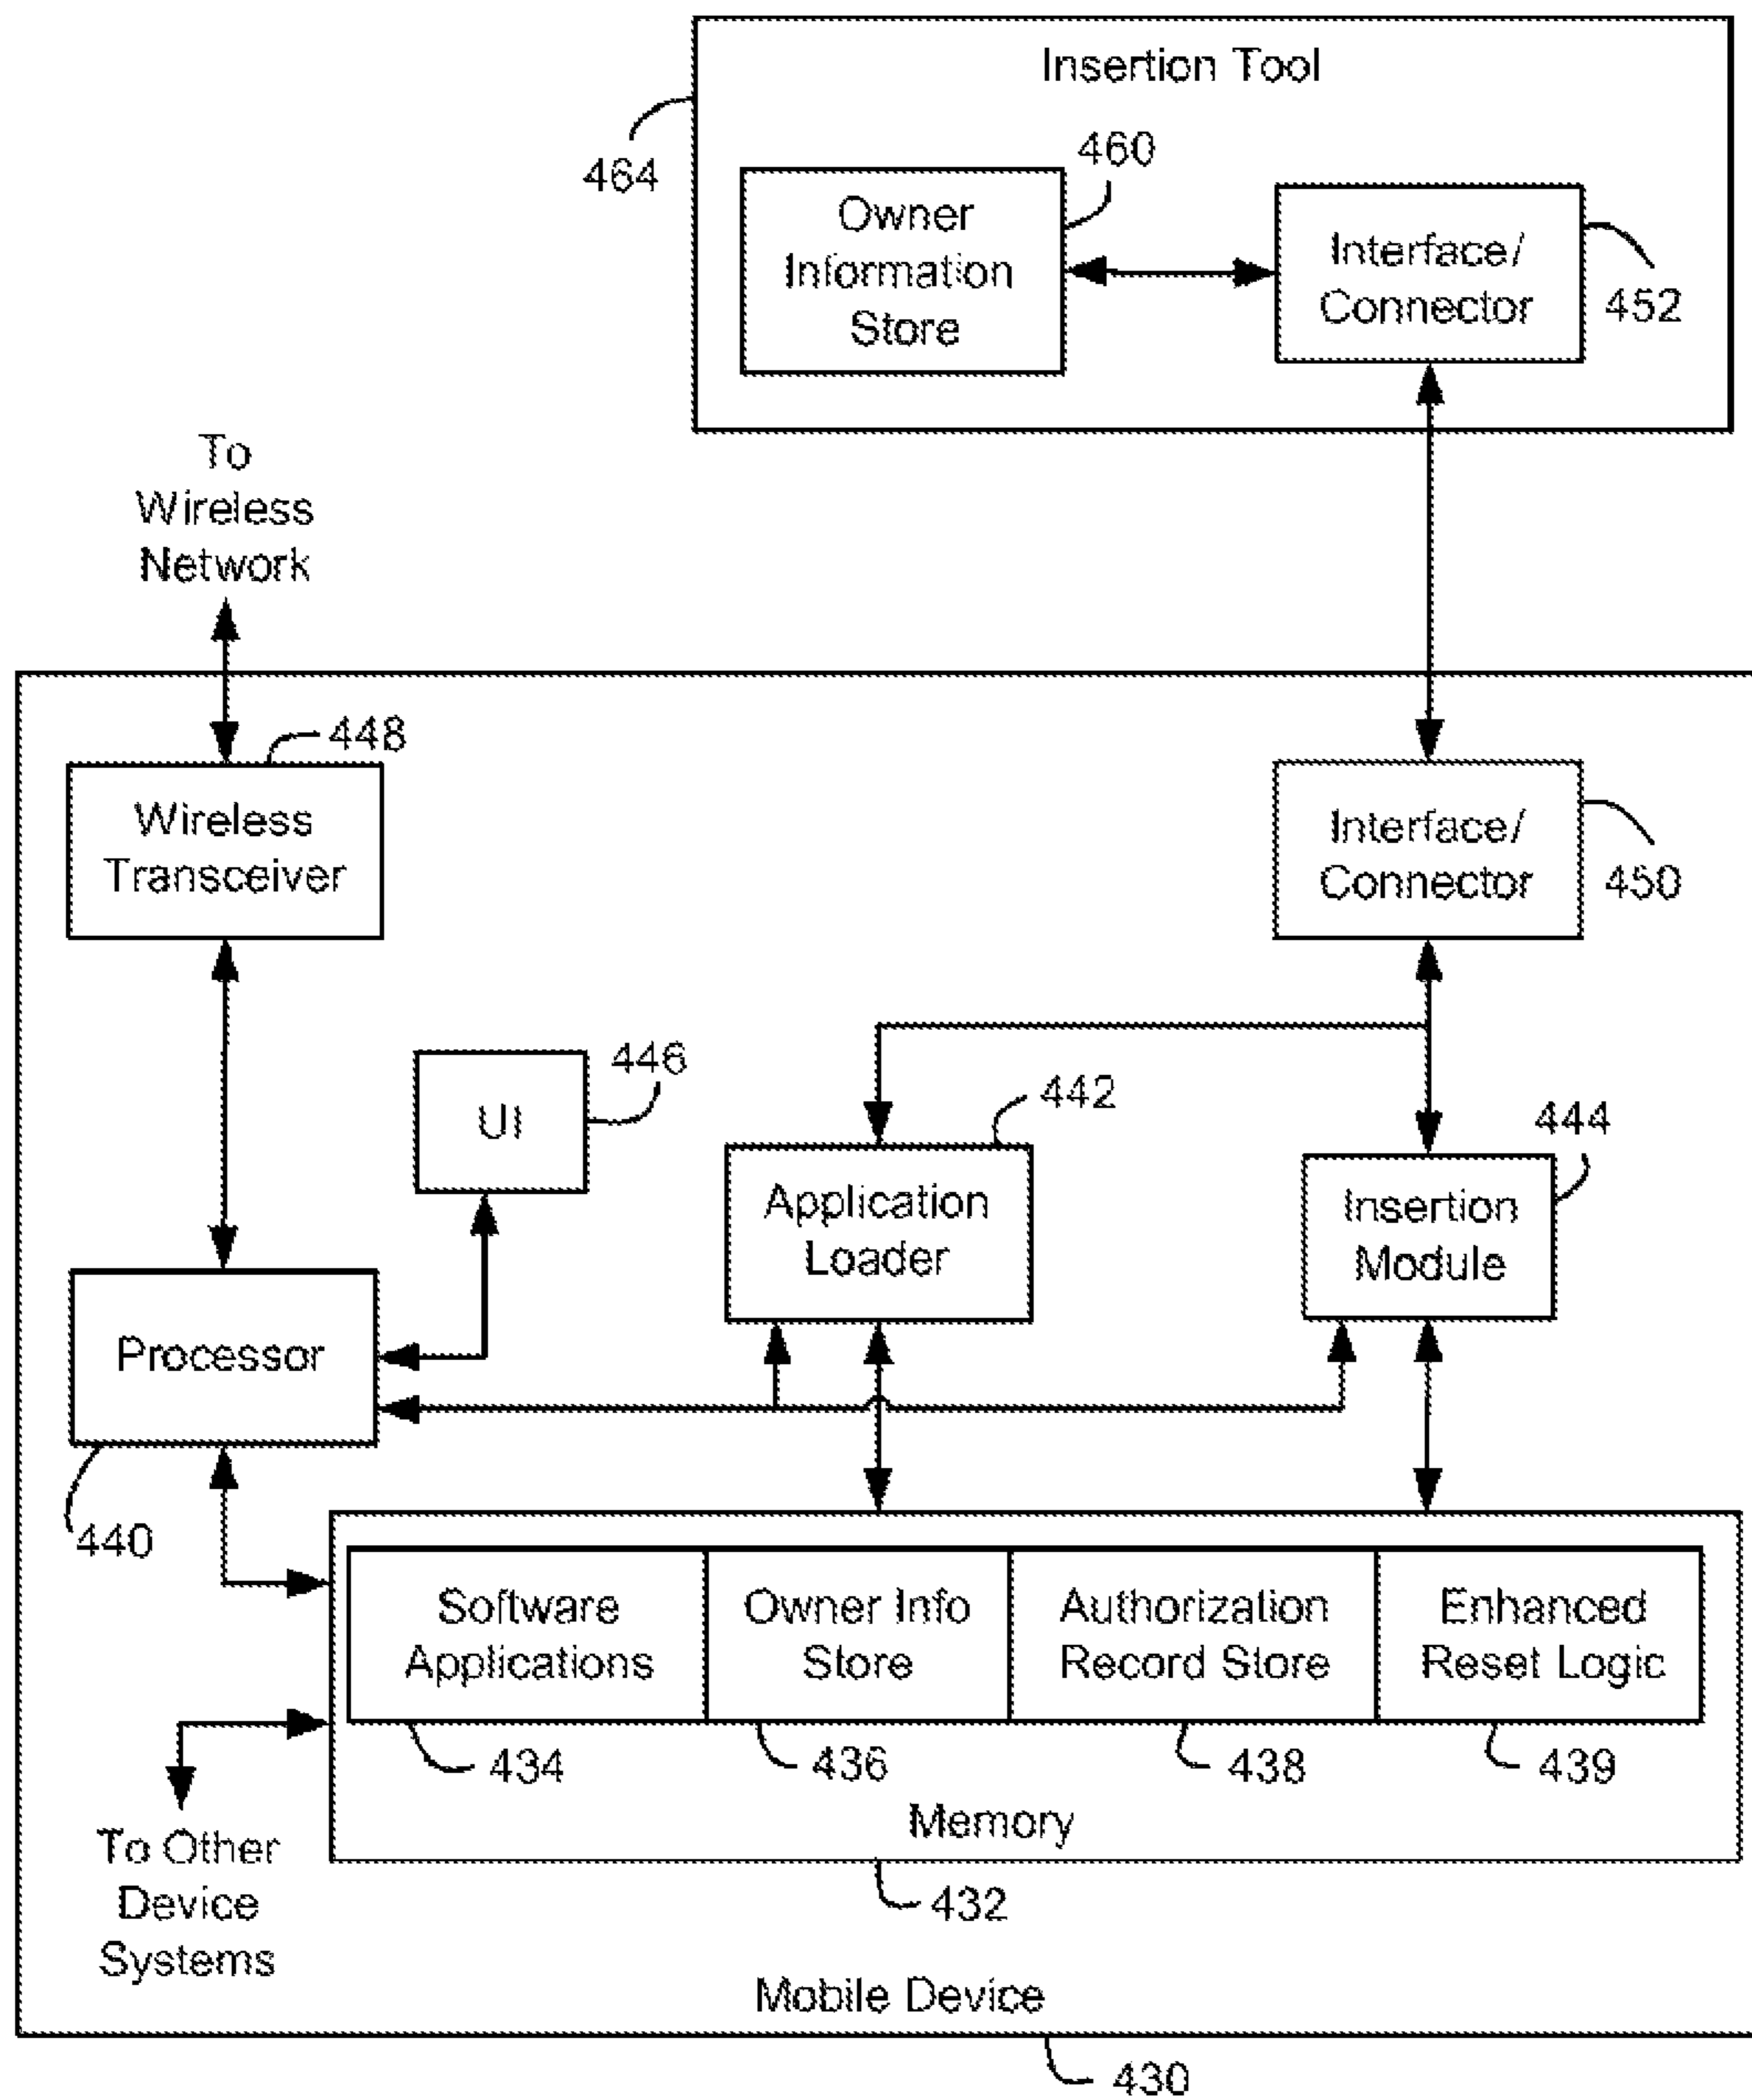 Insertion Tool
464
460
Owner
Information
Store
Interface/
Connector
452
To
Wireless
Network
448
Wireless
Transceiver
Interface/
Connector
450
446
UI
442
Application
Loader
444
Insertion
Module
Processor
440
Software
Applications
Owner Info
Store
Authorization
Record Store
Enhanced
Reset Logic
434
436
438
439
Memory
432
To Other
Device
Systems
Mobile Device
430